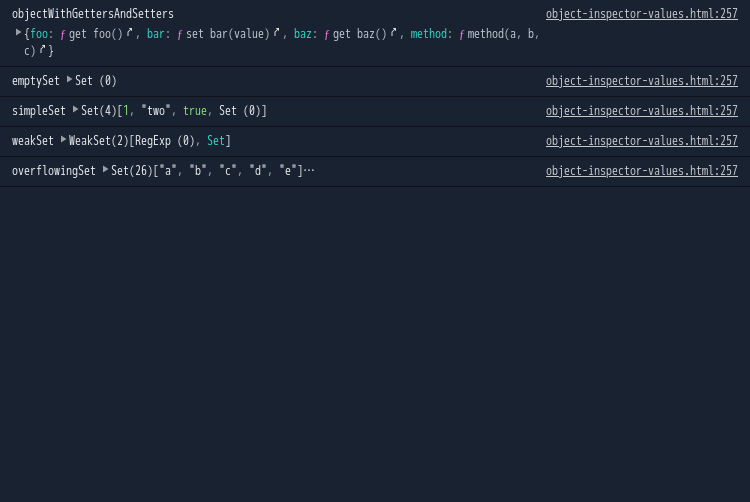 objectWithGettersAndSetters object-inspector-values.html:257
{foo: ƒ get foo(), bar: ƒ set bar(value), baz: ƒ get baz(), method: ƒ method(a, b,
c)}
emptySet Set (0) object-inspector-values.html:257
simpleSet Set(4)[1, "two", true, Set (0)] object-inspector-values.html:257
weakSet WeakSet(2)[RegExp (0), Set] object-inspector-values.html:257
overflowingSet Set(26)["a", "b", "c", "d", "e"]… object-inspector-values.html:257